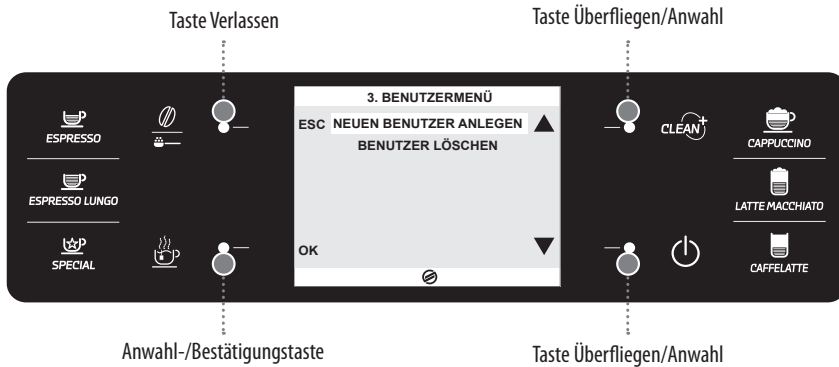 Taste Verlassen
Taste Überfliegen/Anwahl
ESPRESSO
ESPRESSO LUNGO
SPECIAL
3. BENUTZERMENÜ
ESC NEUEN BENUTZER ANLEGEN
BENUTZER LÖSCHEN
OK
CLEAN+
CAPPUCCINO
LATTE MACCHIATO
CAFFELATTE
Anwahl-/Bestätigungstaste
Taste Überfliegen/Anwahl